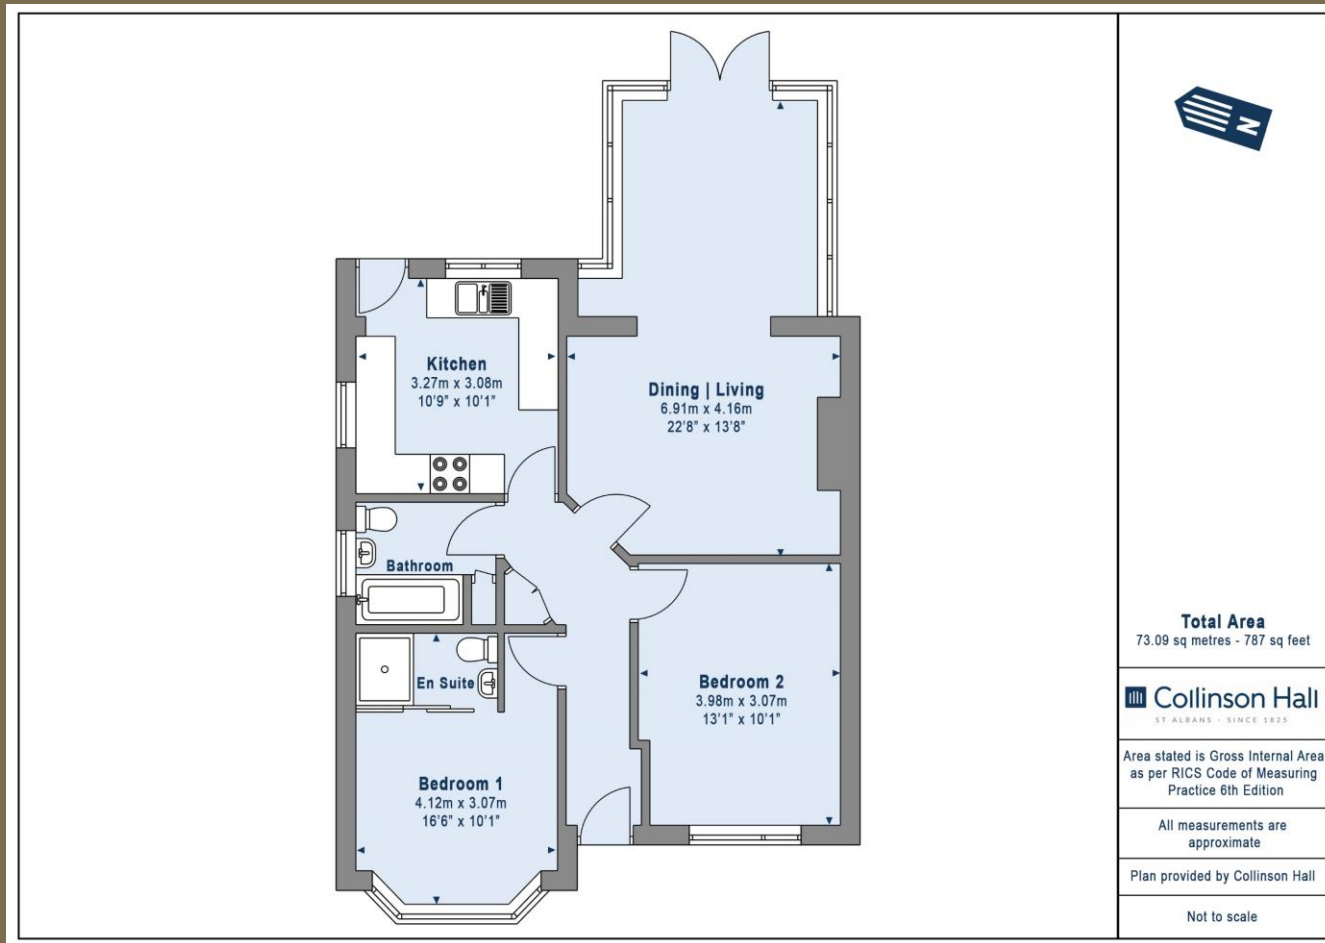 N
Kitchen
3.27m x 3.08m
10'9" x 10'1"
Dining | Living
6.91m x 4.16m
22'8" x 13'8"
Bathroom
En Suite
Bedroom 2
3.98m x 3.07m
13'1" x 10'1"
Bedroom 1
4.12m x 3.07m
16'6" x 10'1"
Total Area
73.09 sq metres - 787 sq feet
Collinson Hall
ST ALBANS - SINCE 1825
Area stated is Gross Internal Area
as per RICS Code of Measuring
Practice 6th Edition
All measurements are
approximate
Plan provided by Collinson Hall
Not to scale